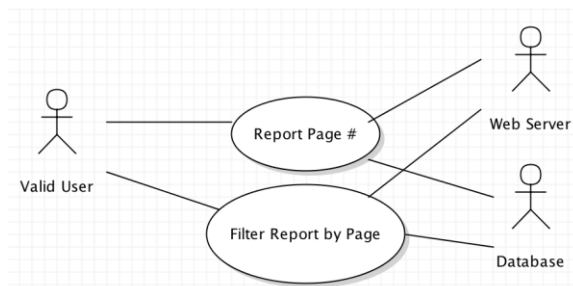 Web Server
Report Page #
Valid User
Filter Report by Page
Database